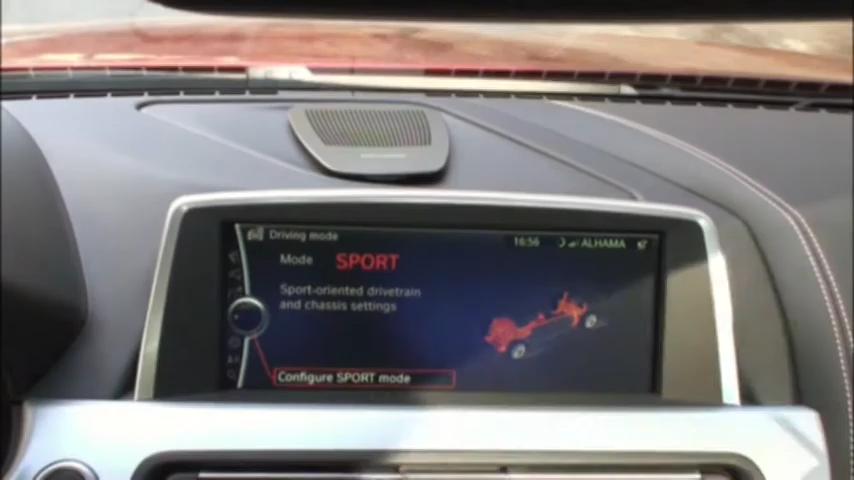 Driving mode
16:56 ALHAMA
Mode SPORT
Sport-oriented drivetrain
and chassis settings
Configure SPORT mode